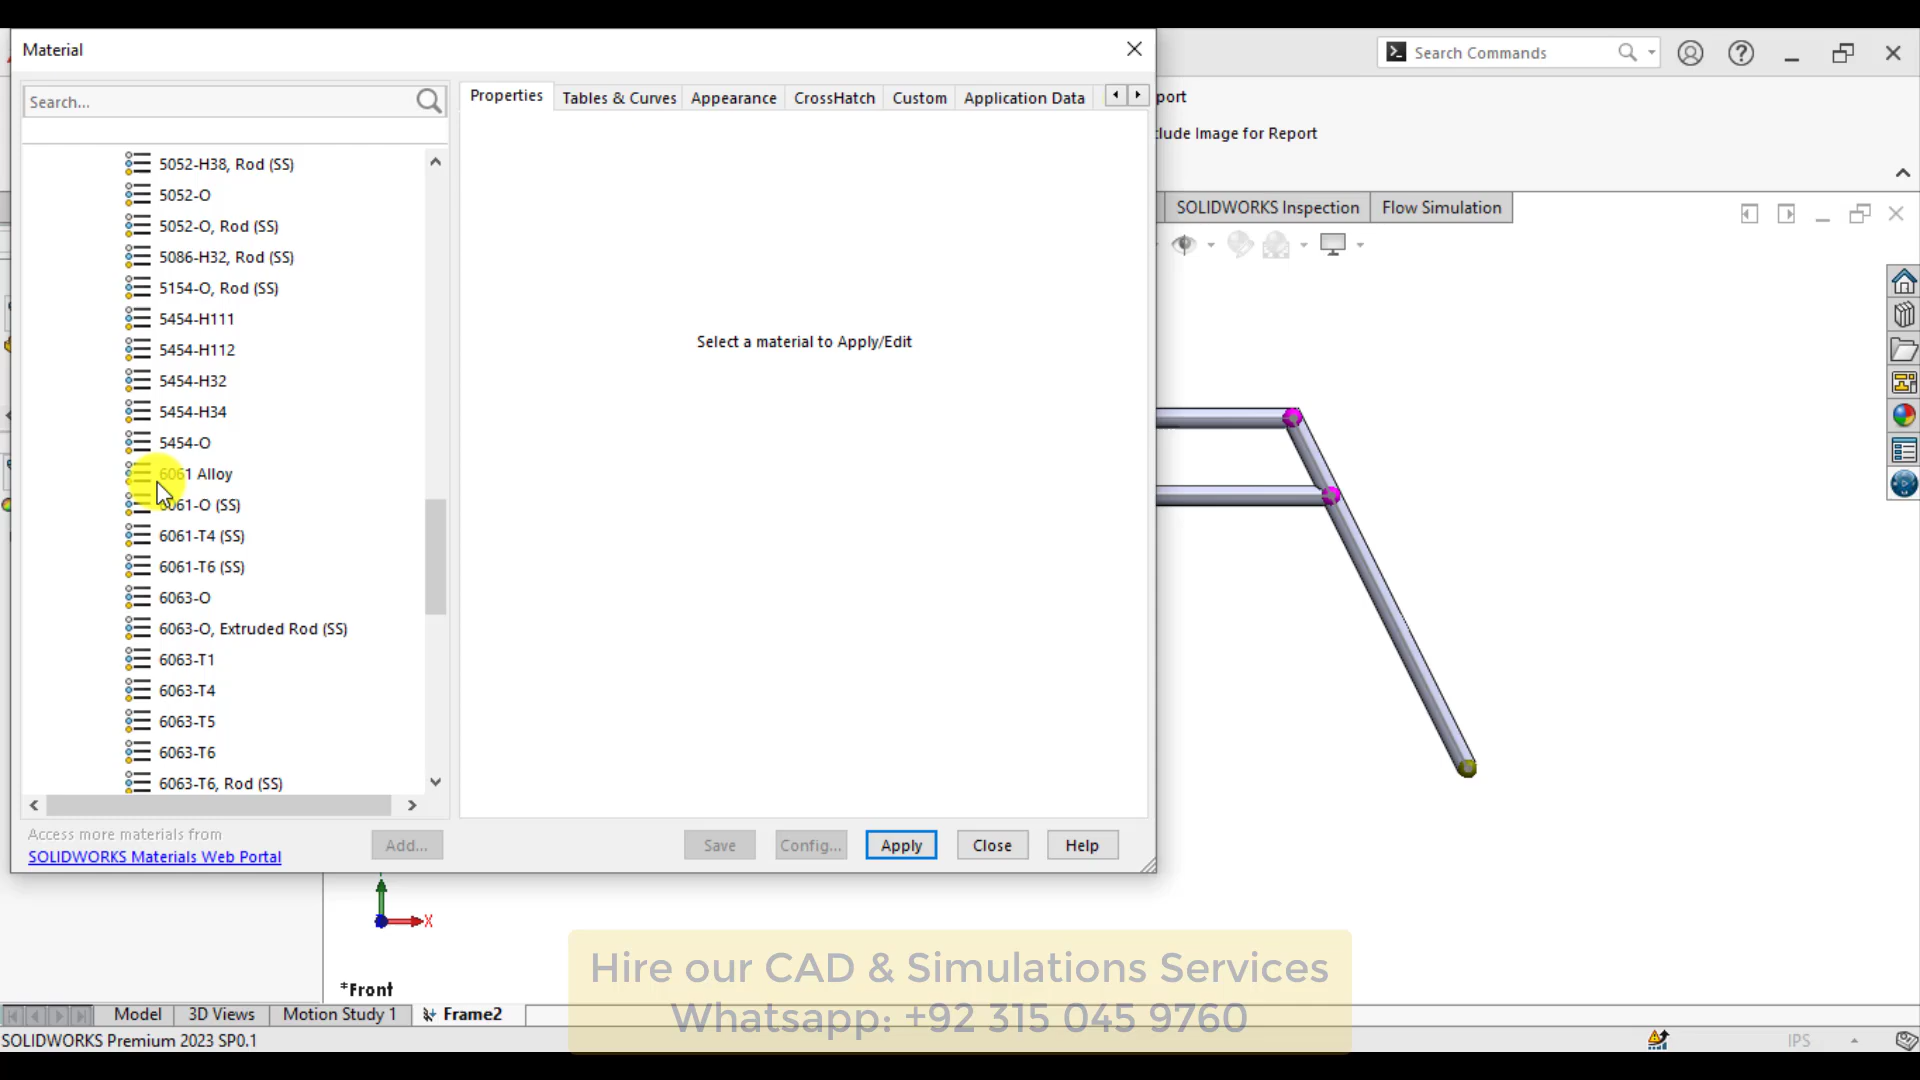 Material
Search...
5052-H38, Rod (SS)
5052-O
5052-O, Rod (SS)
5086-H32, Rod (SS)
5154-O, Rod (SS)
5454-H111
5454-H112
5454-H32
5454-H34
5454-O
6061 Alloy
6061-O (SS)
6061-T4 (SS)
6061-T6 (SS)
6063-O
6063-O, Extruded Rod (SS)
6063-T1
6063-T4
6063-T5
6063-T6
6063-T6, Rod (SS)
Access more materials from
SOLIDWORKS Materials Web Portal
Add...
Properties
Tables & Curves
Appearance
CrossHatch
Custom
Application Data
Select a material to Apply/Edit
Save
Config...
Apply
Close
Help
Search Commands
port
clude Image for Report
SOLIDWORKS Inspection
Flow Simulation
X
*Front
Hire our CAD & Simulations Services
Whatsapp: +92 315 045 9760
Model
3D Views
Motion Study 1
Frame2
SOLIDWORKS Premium 2023 SP0.1
IPS